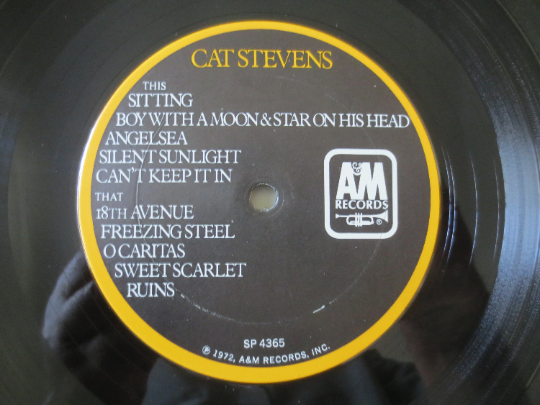 CAT STEVENS
THIS
SITTING
BOY WITH A MOON & STAR ON HIS HEAD
ANGELSEA
SILENT SUNLIGHT
CAN'T KEEP IT IN
THAT
18TH AVENUE
FREEZING STEEL
O CARITAS
SWEET SCARLET
RUINS
A&M
RECORDS
®
SP 4365
℗ 1972, A&M RECORDS, INC.